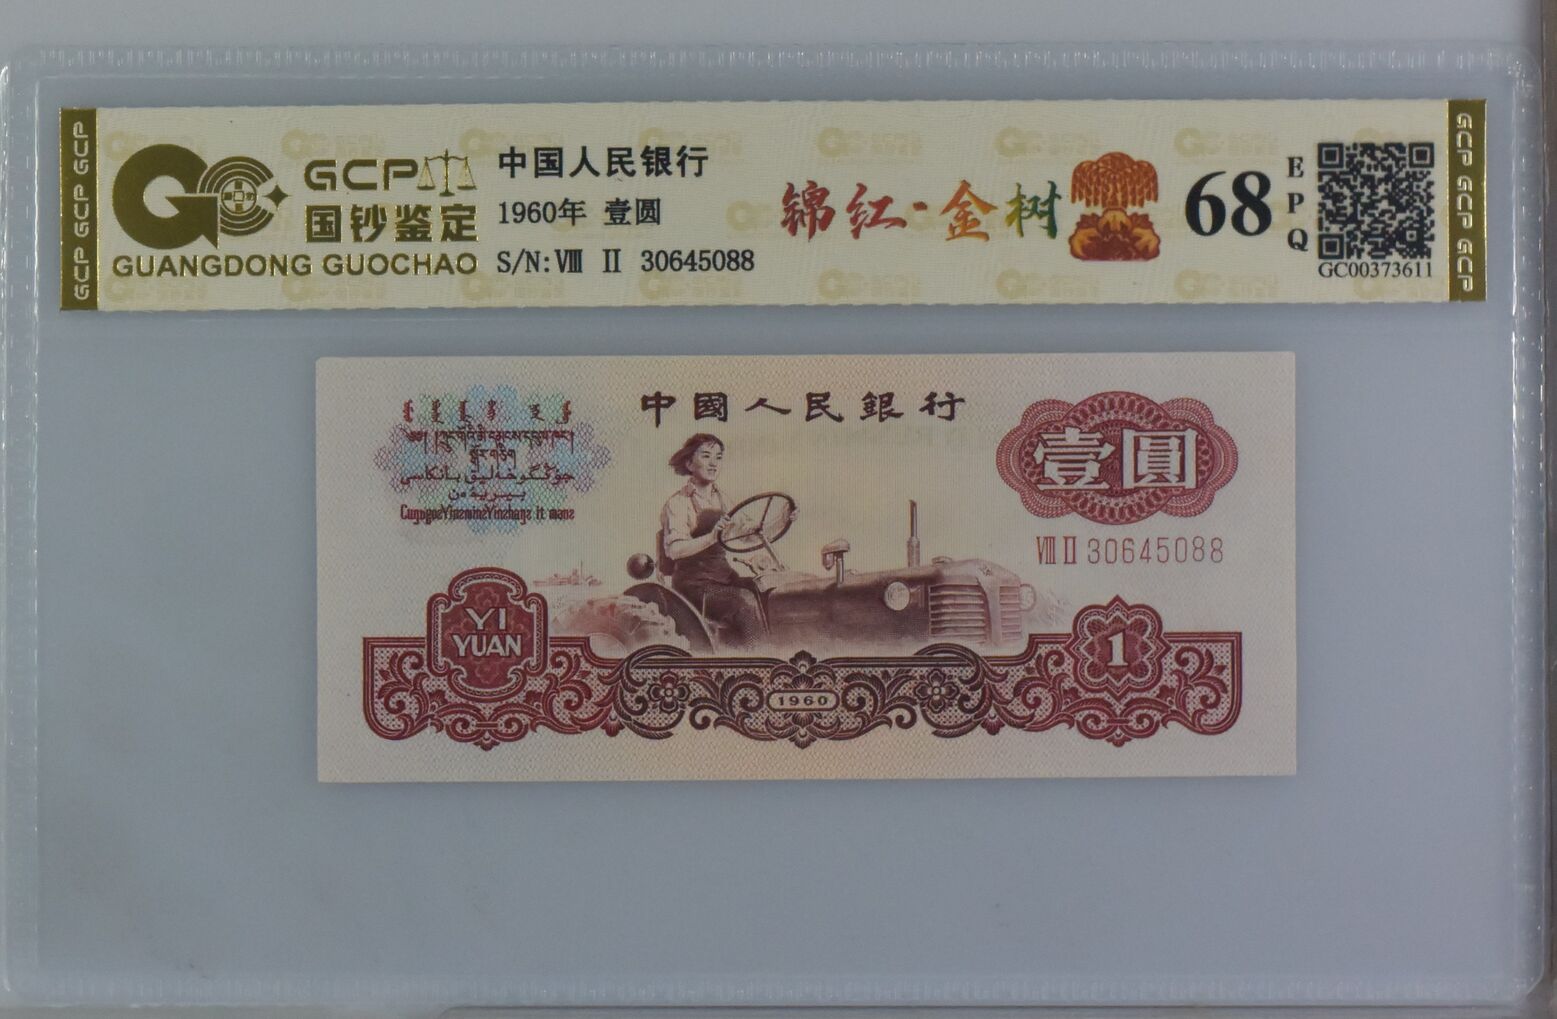 GCP GCP GCP
GCP
国钞鉴定
GUANGDONG GUOCHAO
中国人民银行
1960年 壹圆
S/N:Ⅷ Ⅱ 30645088
锦红·金树
68
EPQ
GC00373611
GCP GCP GCP
中國人民銀行
壹圓
Ⅷ Ⅱ 30645088
YI
YUAN
1960
1